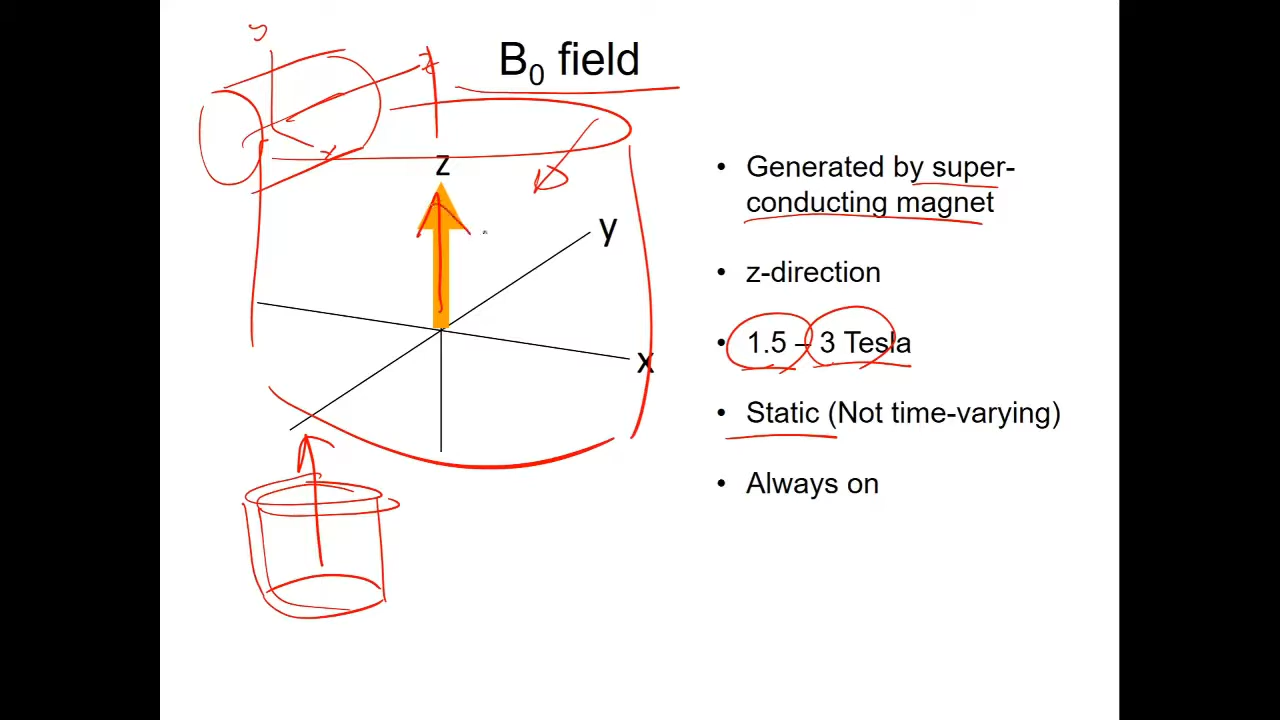 B₀ field
y
z
x
z
y
x
• Generated by super-
conducting magnet
• z-direction
• 1.5 – 3 Tesla
• Static (Not time-varying)
• Always on